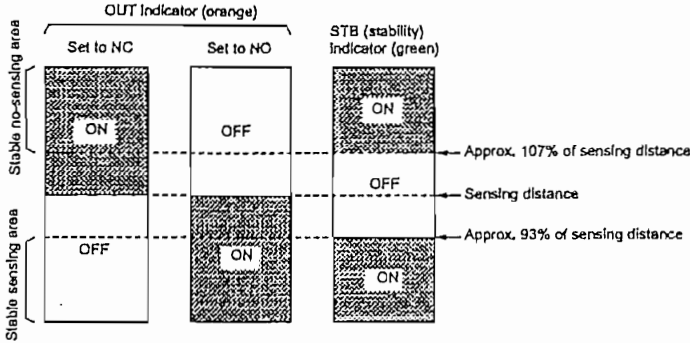 OUT indicator (orange)
Set to NC
Set to NO
STB (stability)
indicator (green)
Stable no-sensing area
Stable sensing area
ON
OFF
OFF
ON
ON
OFF
ON
Approx. 107% of sensing distance
Sensing distance
Approx. 93% of sensing distance